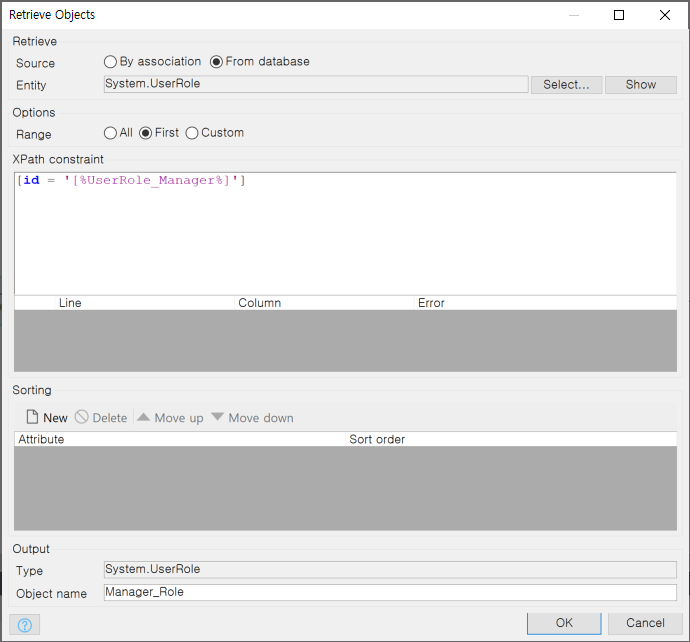 Retrieve Objects
Retrieve
Source By association From database
Entity System.UserRole Select... Show
Options
Range All First Custom
XPath constraint
[id = '[%UserRole_Manager%]']
Line Column Error
Sorting
New Delete Move up Move down
Attribute Sort order
Output
Type System.UserRole
Object name Manager_Role
? OK Cancel